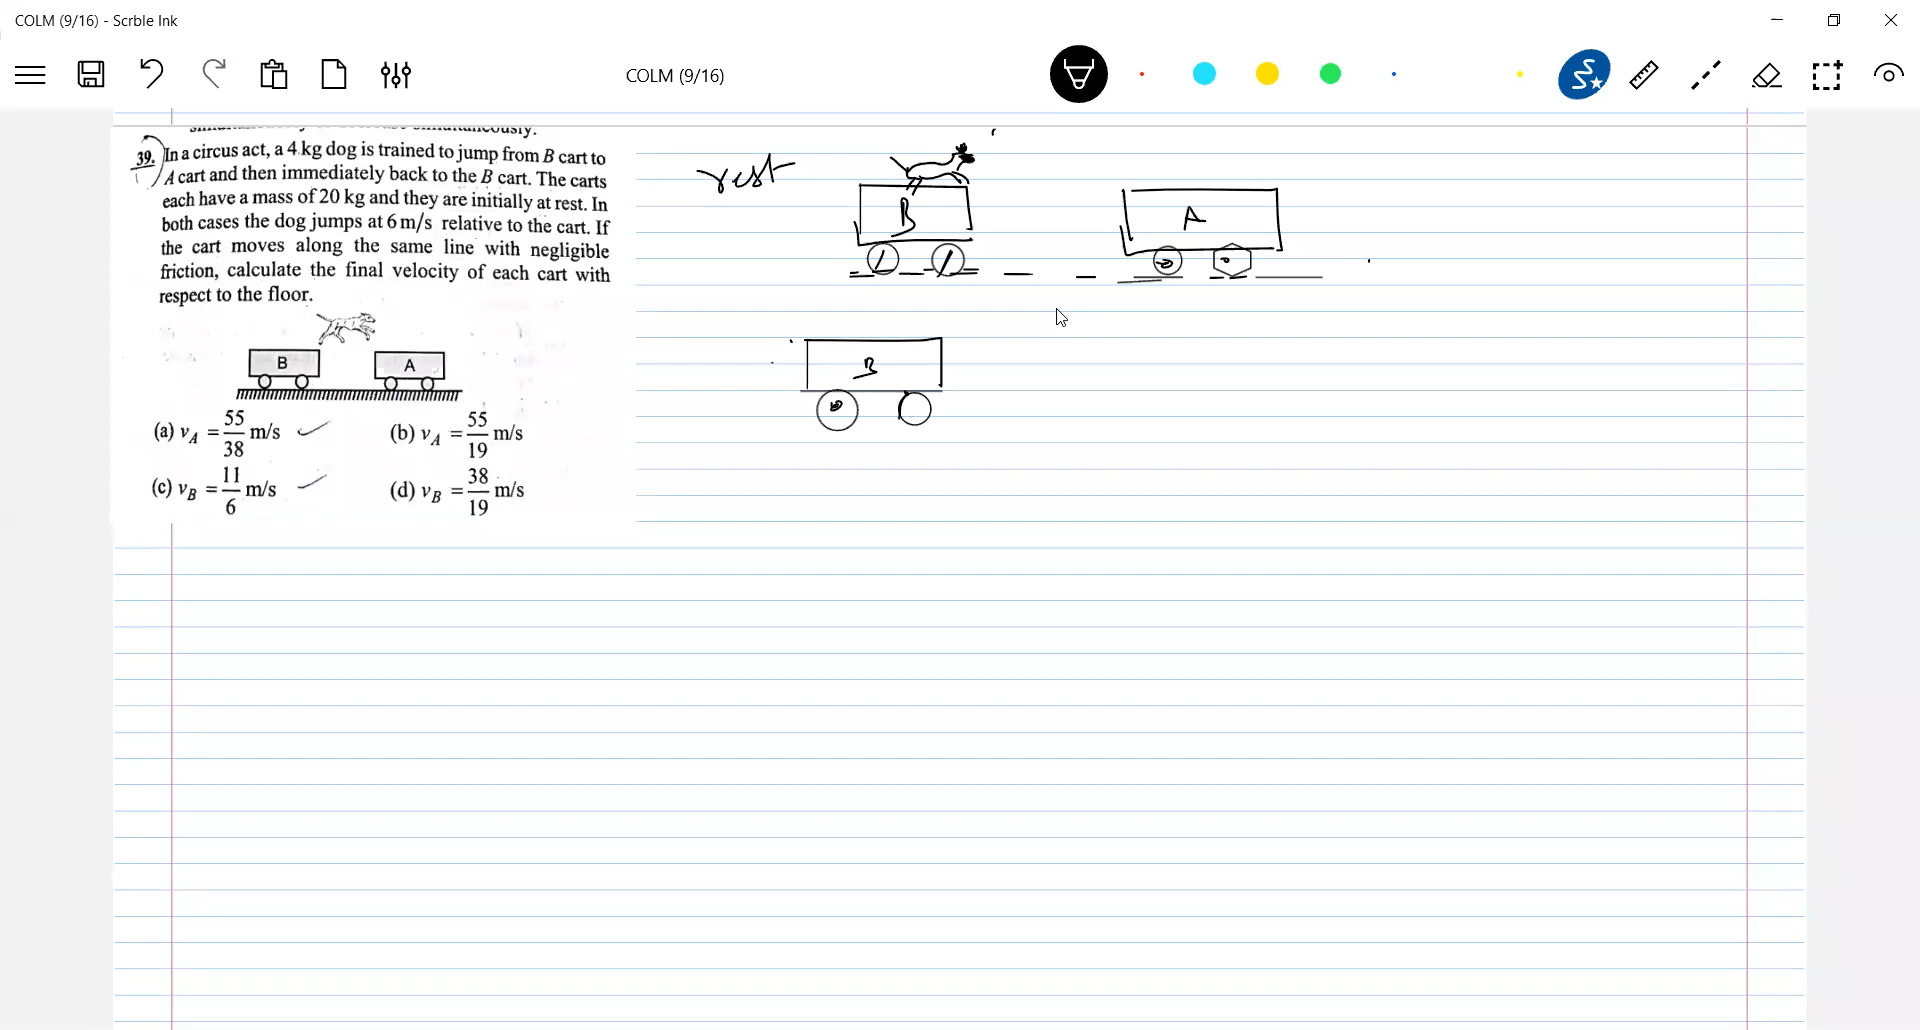 COLM (9/16) - Scrble Ink
COLM (9/16)
39. In a circus act, a 4 kg dog is trained to jump from B cart to
A cart and then immediately back to the B cart. The carts
each have a mass of 20 kg and they are initially at rest. In
both cases the dog jumps at 6 m/s relative to the cart. If
the cart moves along the same line with negligible
friction, calculate the final velocity of each cart with
respect to the floor.
B A
(a) v_A = 55/38 m/s (b) v_A = 55/19 m/s
(c) v_B = 11/6 m/s (d) v_B = 38/19 m/s
rest
B A
B